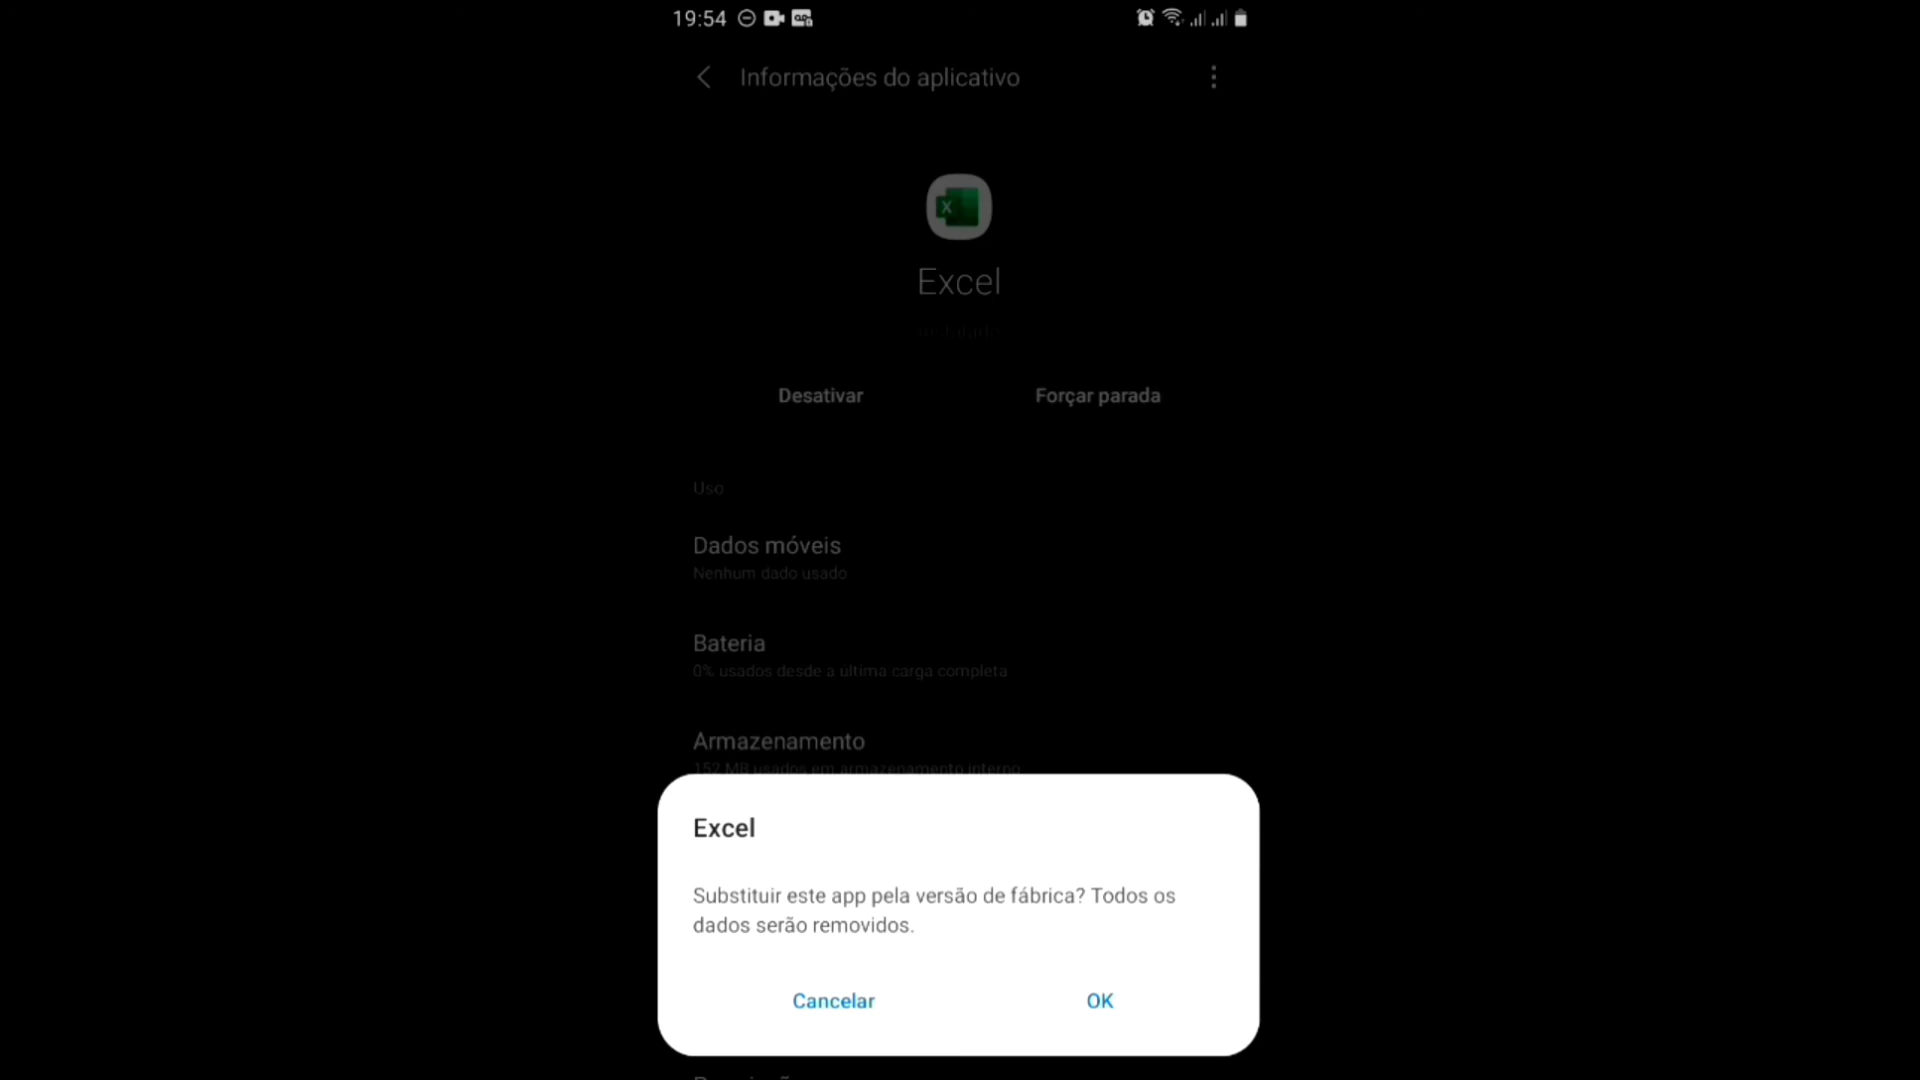 19:54
Informações do aplicativo
Excel
Desativar
Forçar parada
Uso
Dados móveis
Nenhum dado usado
Bateria
0% usados desde a ultima carga completa
Armazenamento
152 MB usados em armazenamento interno
Excel
Substituir este app pela versão de fábrica? Todos os
dados serão removidos.
Cancelar
OK